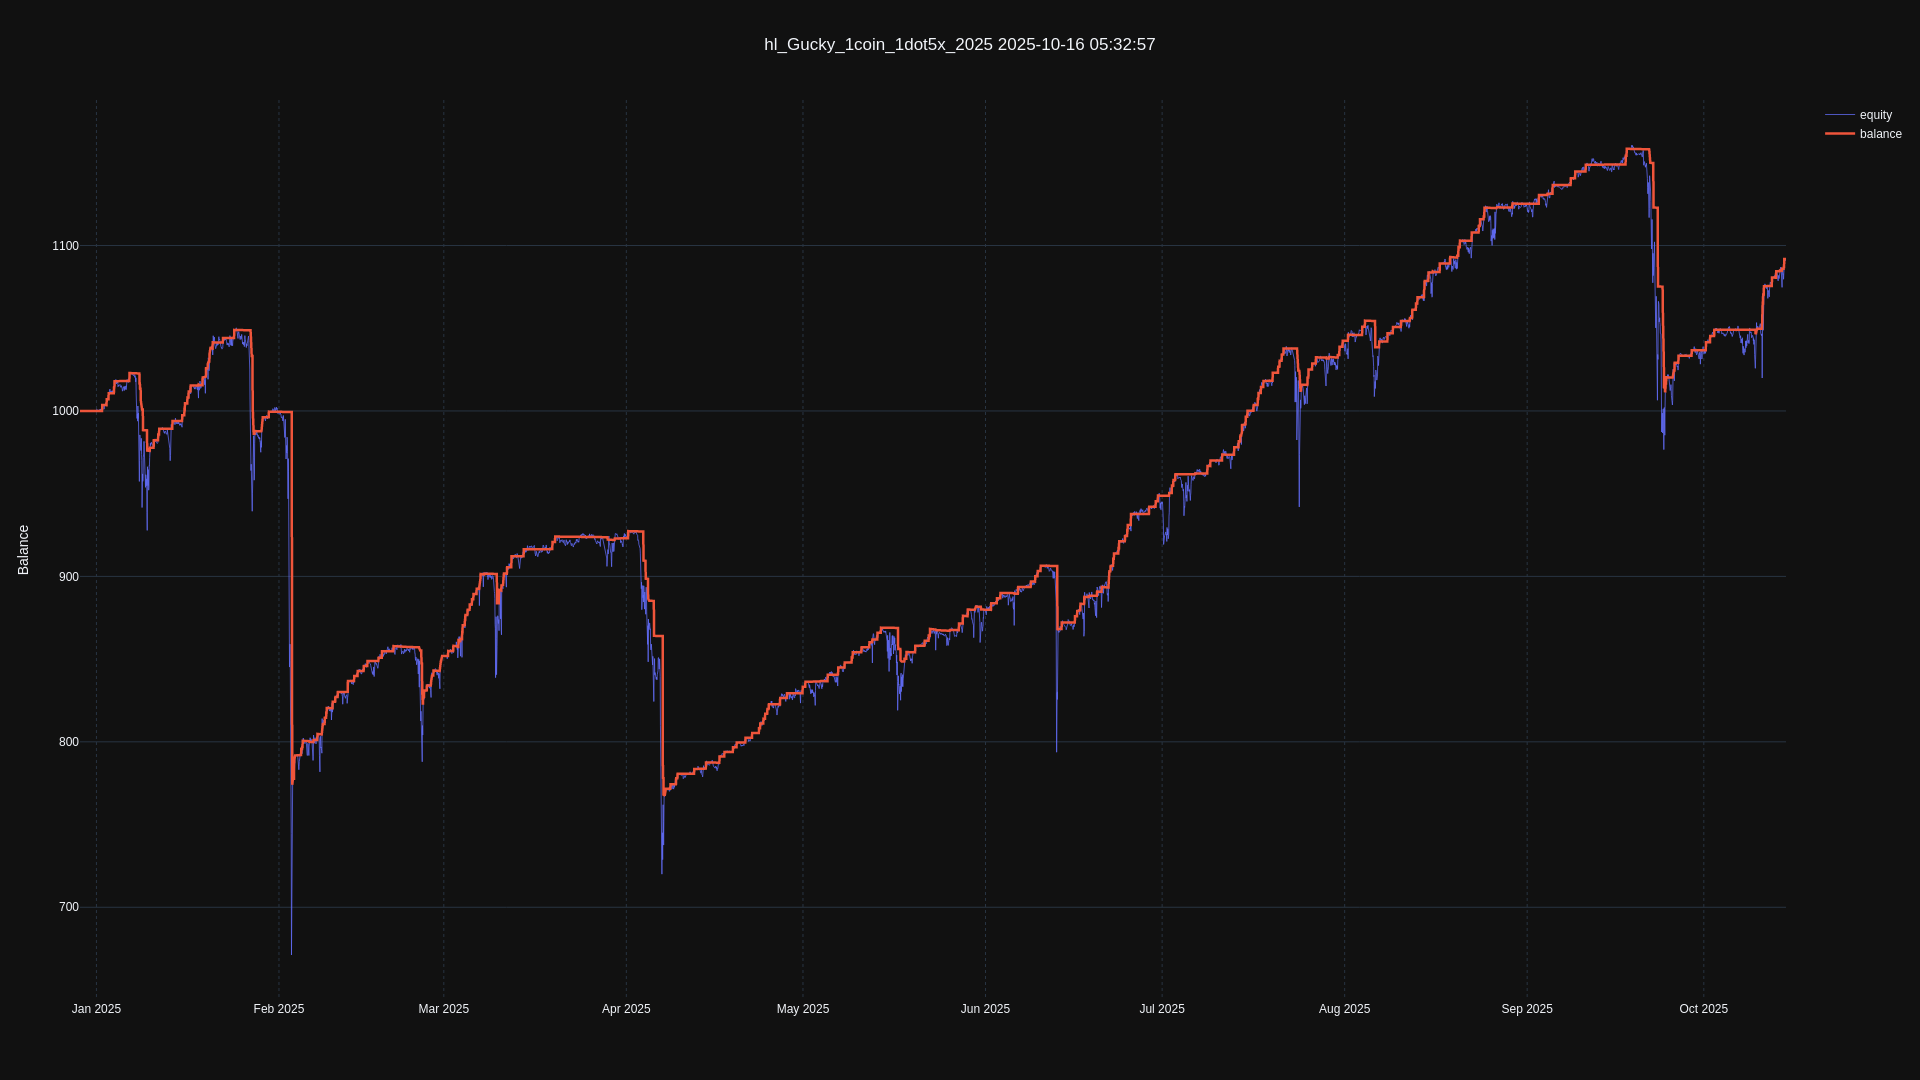 hl_Gucky_1coin_1dot5x_2025 2025-10-16 05:32:57
equity
balance
Balance
1100
1000
900
800
700
Jan 2025
Feb 2025
Mar 2025
Apr 2025
May 2025
Jun 2025
Jul 2025
Aug 2025
Sep 2025
Oct 2025